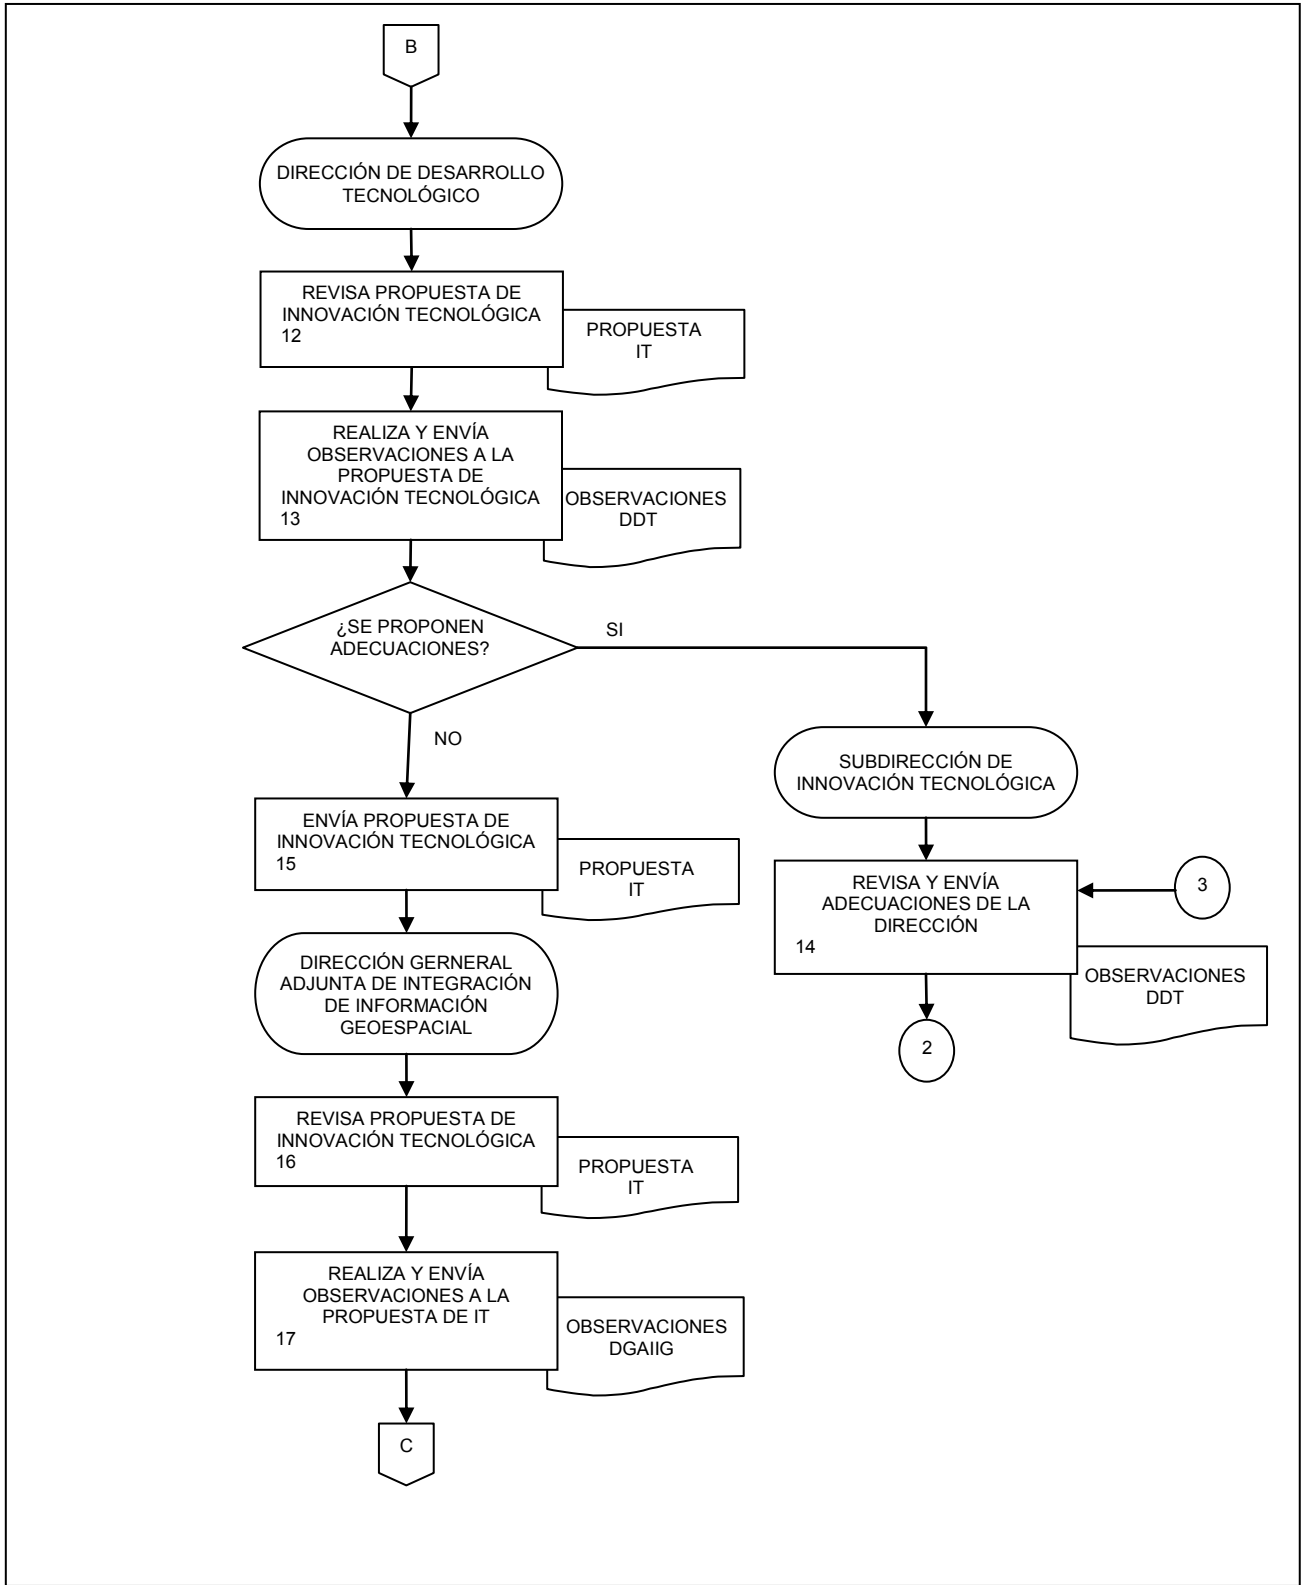 B
DIRECCIÓN DE DESARROLLO
TECNOLÓGICO
REVISA PROPUESTA DE
INNOVACIÓN TECNOLÓGICA
12
PROPUESTA
IT
REALIZA Y ENVÍA
OBSERVACIONES A LA
PROPUESTA DE
INNOVACIÓN TECNOLÓGICA
13
OBSERVACIONES
DDT
¿SE PROPONEN
ADECUACIONES?
SI
NO
SUBDIRECCIÓN DE
INNOVACIÓN TECNOLÓGICA
REVISA Y ENVÍA
ADECUACIONES DE LA
DIRECCIÓN
14
3
OBSERVACIONES
DDT
2
ENVÍA PROPUESTA DE
INNOVACIÓN TECNOLÓGICA
15
PROPUESTA
IT
DIRECCIÓN GERNERAL
ADJUNTA DE INTEGRACIÓN
DE INFORMACIÓN
GEOESPACIAL
REVISA PROPUESTA DE
INNOVACIÓN TECNOLÓGICA
16
PROPUESTA
IT
REALIZA Y ENVÍA
OBSERVACIONES A LA
PROPUESTA DE IT
17
OBSERVACIONES
DGAIIG
C